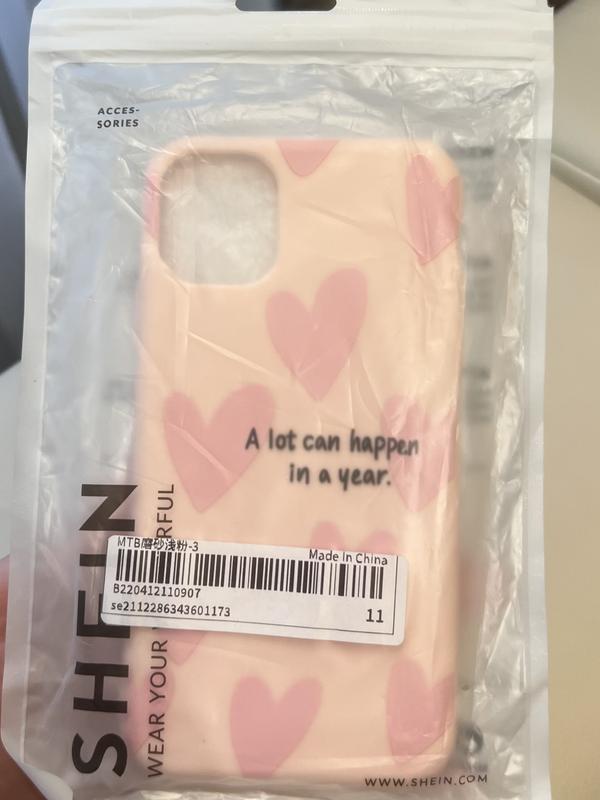 ACCES-
SORIES
A lot can happen
in a year.
SHEIN
WEAR YOUR RFUL
MTB磨砂浅粉-3
Made In China
B220412110907
se2112286343601173
11
WWW.SHEIN.COM